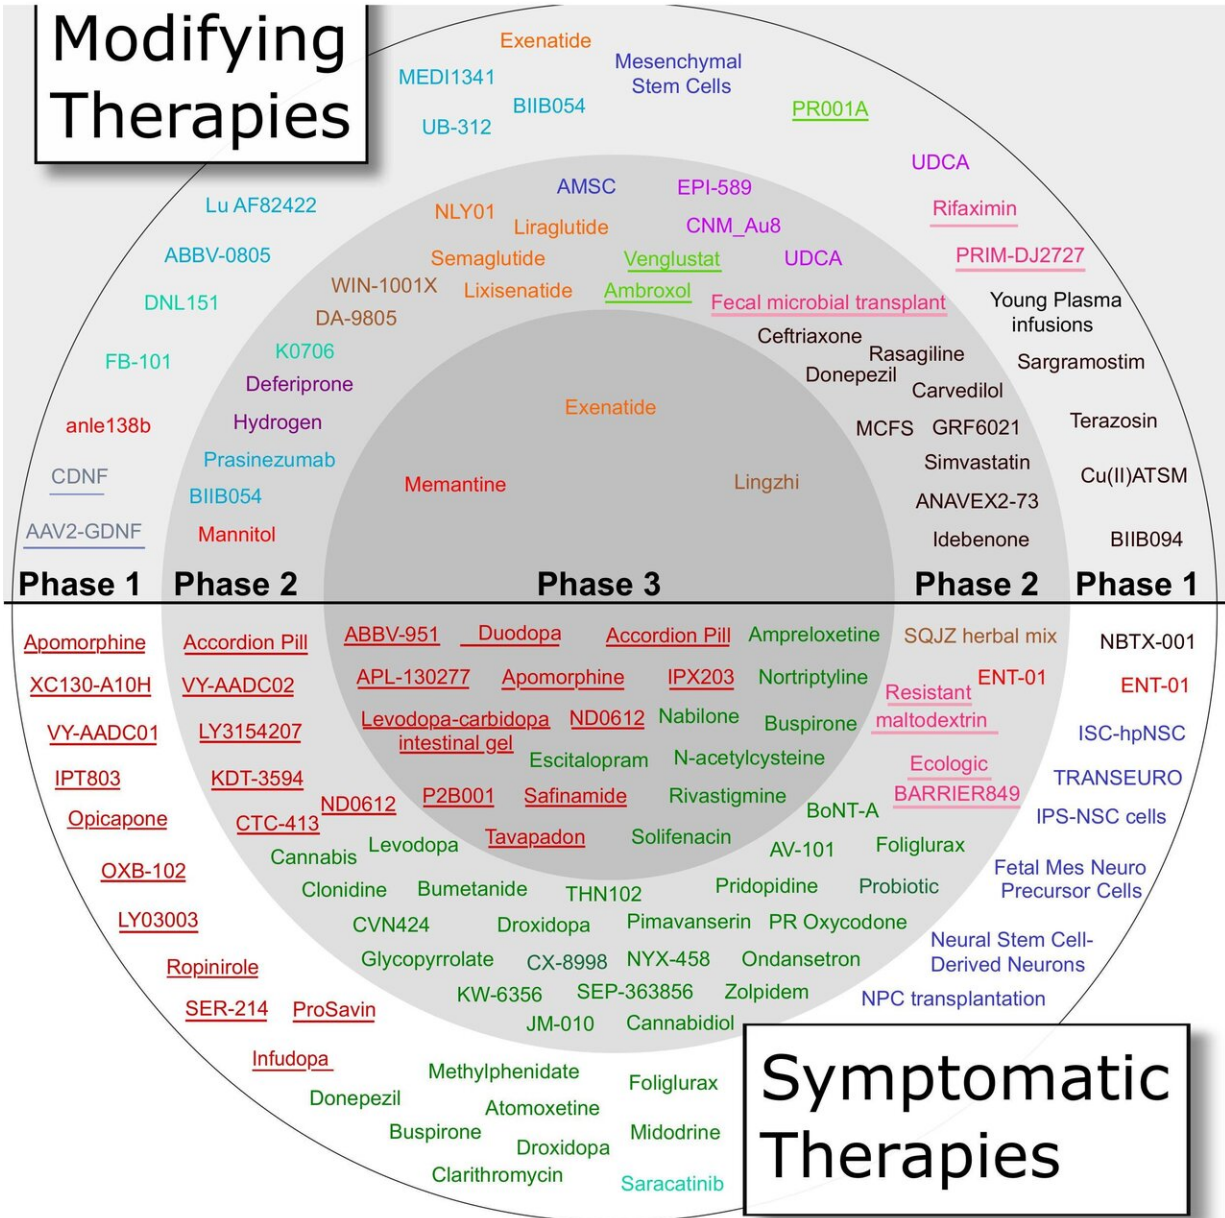 Modifying
Therapies
Exenatide
MEDI1341
Mesenchymal
Stem Cells
BIIB054
UB-312
PR001A
UDCA
Lu AF82422
AMSC
EPI-589
NLY01
Liraglutide
CNM_Au8
Rifaximin
ABBV-0805
Semaglutide
Venglustat
UDCA
PRIM-DJ2727
WIN-1001X
Lixisenatide
Ambroxol
Fecal microbial transplant
Young Plasma
infusions
DNL151
DA-9805
Ceftriaxone
FB-101
K0706
Rasagiline
Donepezil
Sargramostim
Deferiprone
Carvedilol
anle138b
Hydrogen
Exenatide
MCFS
GRF6021
Terazosin
CDNF
Prasinezumab
Simvastatin
Cu(II)ATSM
Memantine
Lingzhi
BIIB054
ANAVEX2-73
AAV2-GDNF
Mannitol
Idebenone
BIIB094
Phase 1 Phase 2 Phase 3 Phase 2 Phase 1
Apomorphine
Accordion Pill
ABBV-951
Duodopa
Accordion Pill
Ampreloxetine
SQJZ herbal mix
NBTX-001
XC130-A10H
VY-AADC02
APL-130277
Apomorphine
IPX203
Nortriptyline
Resistant
maltodextrin
ENT-01
ENT-01
VY-AADC01
LY3154207
Levodopa-carbidopa
intestinal gel
ND0612
Nabilone
Buspirone
ISC-hpNSC
Escitalopram
N-acetylcysteine
Ecologic
BARRIER849
TRANSEURO
IPT803
KDT-3594
ND0612
P2B001
Safinamide
Rivastigmine
BoNT-A
IPS-NSC cells
Opicapone
CTC-413
Levodopa
Tavapadon
Solifenacin
AV-101
Foliglurax
OXB-102
Cannabis
Fetal Mes Neuro
Precursor Cells
Clonidine
Bumetanide
THN102
Pridopidine
Probiotic
LY03003
CVN424
Droxidopa
Pimavanserin
PR Oxycodone
Neural Stem Cell-
Derived Neurons
Ropinirole
Glycopyrrolate
CX-8998
NYX-458
Ondansetron
SER-214
ProSavin
KW-6356
SEP-363856
Zolpidem
NPC transplantation
JM-010
Cannabidiol
Infudopa
Methylphenidate
Foliglurax
Donepezil
Atomoxetine
Buspirone
Droxidopa
Midodrine
Clarithromycin
Saracatinib
Symptomatic
Therapies